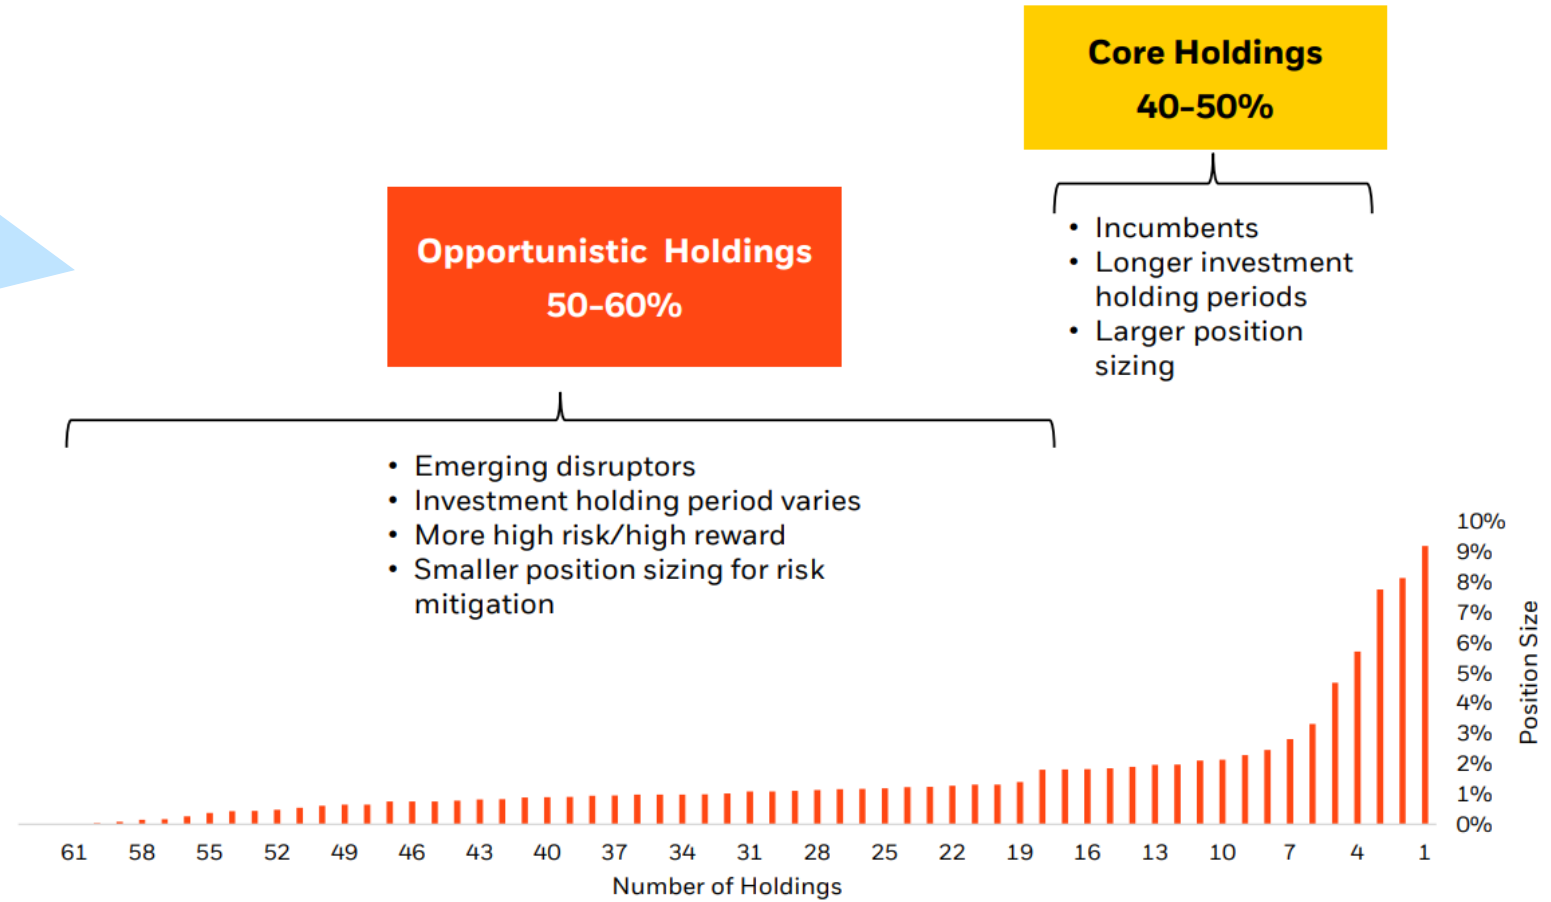 Core Holdings
40-50%
• Incumbents
• Longer investment
holding periods
• Larger position
sizing
Opportunistic Holdings
50-60%
• Emerging disruptors
• Investment holding period varies
• More high risk/high reward
• Smaller position sizing for risk
mitigation
10%
9%
8%
7%
6%
5%
4%
3%
2%
1%
0%
Position Size
61 58 55 52 49 46 43 40 37 34 31 28 25 22 19 16 13 10 7 4 1
Number of Holdings